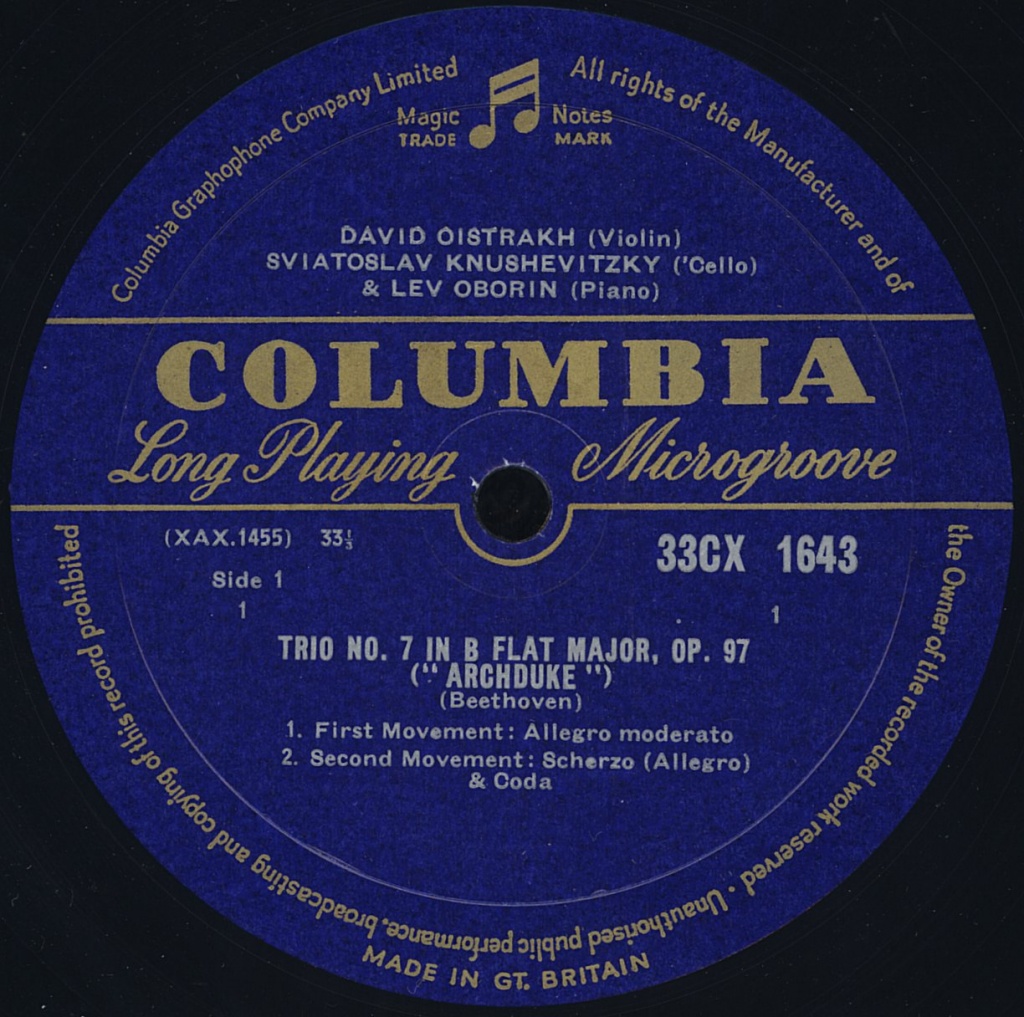 Columbia Graphophone Company Limited
Magic Notes
TRADE MARK
All rights of the Manufacturer and of the Owner of the recorded work reserved · Unauthorised public performance, broadcasting and copying of this record prohibited
DAVID OISTRAKH (Violin)
SVIATOSLAV KNUSHEVITZKY ('Cello)
& LEV OBORIN (Piano)
COLUMBIA
Long Playing Microgroove
(XAX.1455) 33⅓
33CX 1643
Side 1
1 1
TRIO NO. 7 IN B FLAT MAJOR, OP. 97
("ARCHDUKE")
(Beethoven)
1. First Movement: Allegro moderato
2. Second Movement: Scherzo (Allegro)
& Coda
MADE IN GT. BRITAIN